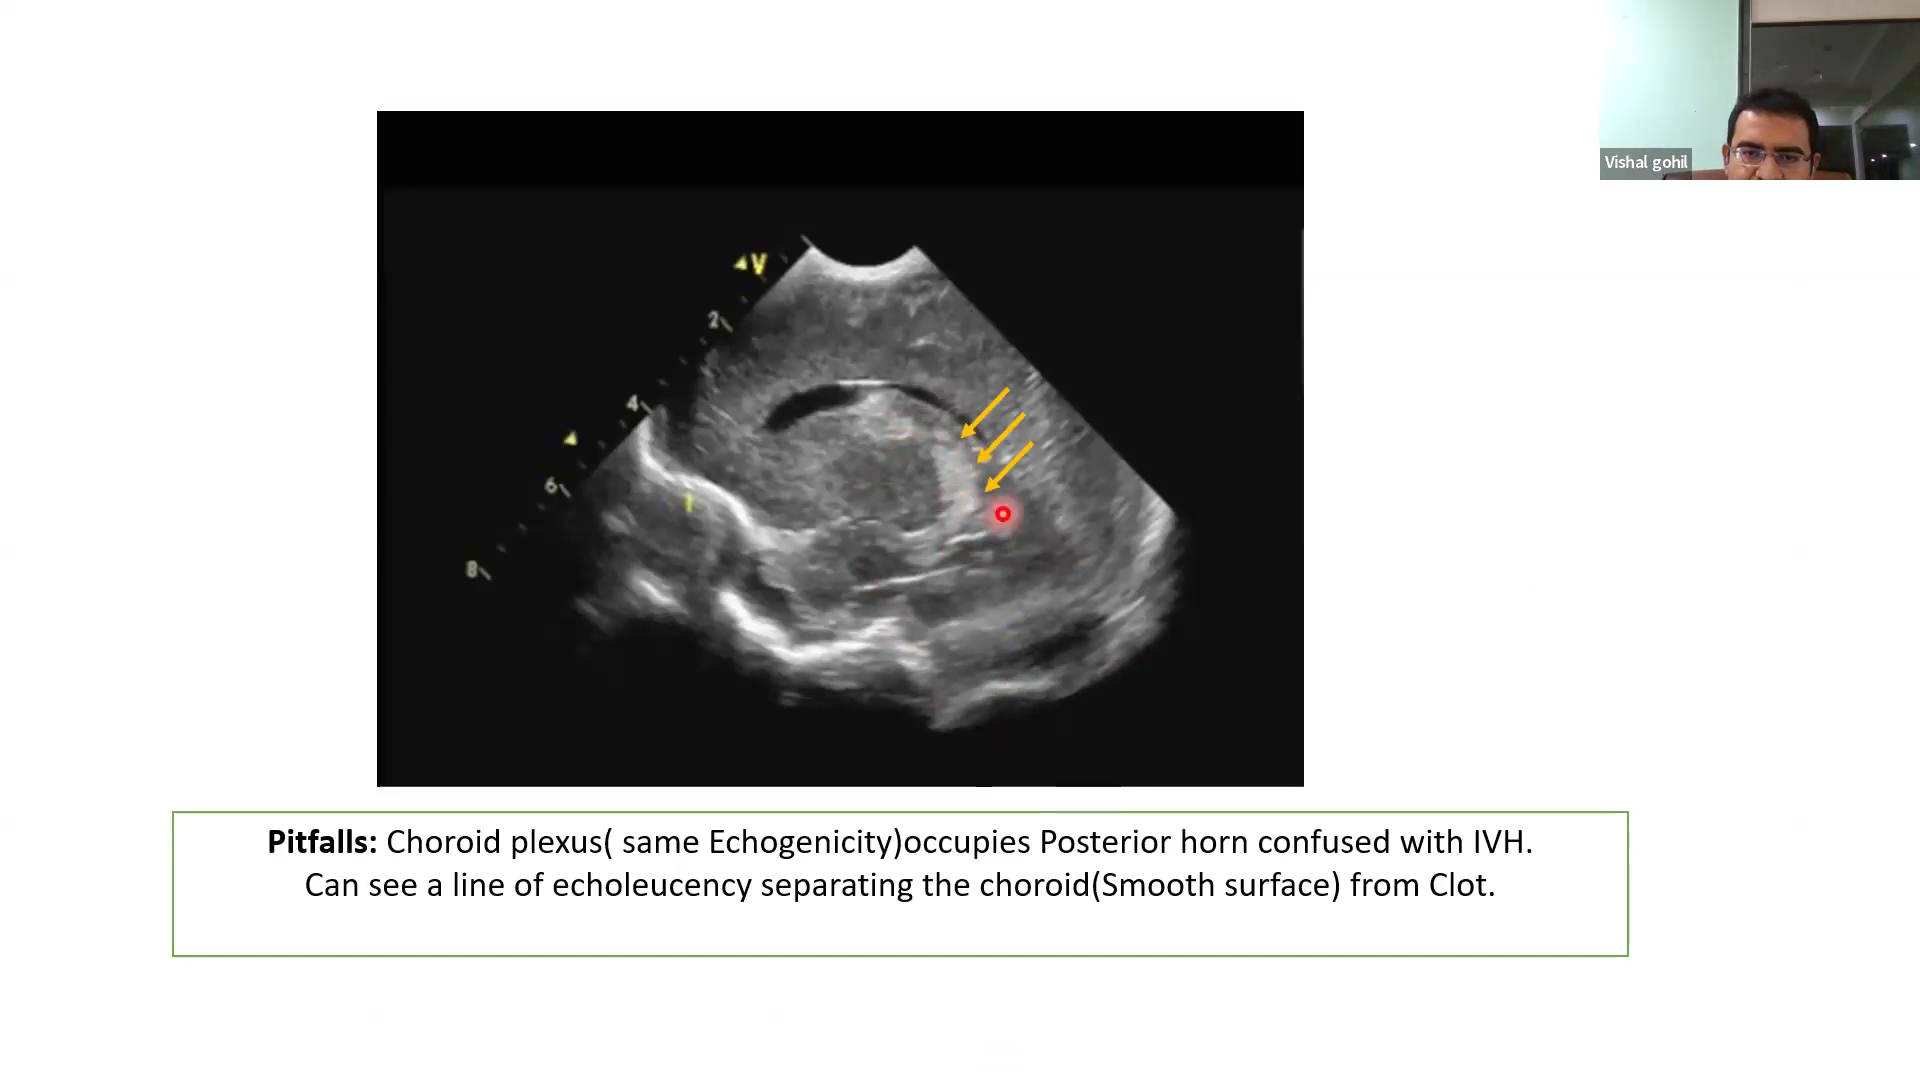 V
2
4
6
8
Vishal gohil
Pitfalls: Choroid plexus( same Echogenicity)occupies Posterior horn confused with IVH.
Can see a line of echoleucency separating the choroid(Smooth surface) from Clot.